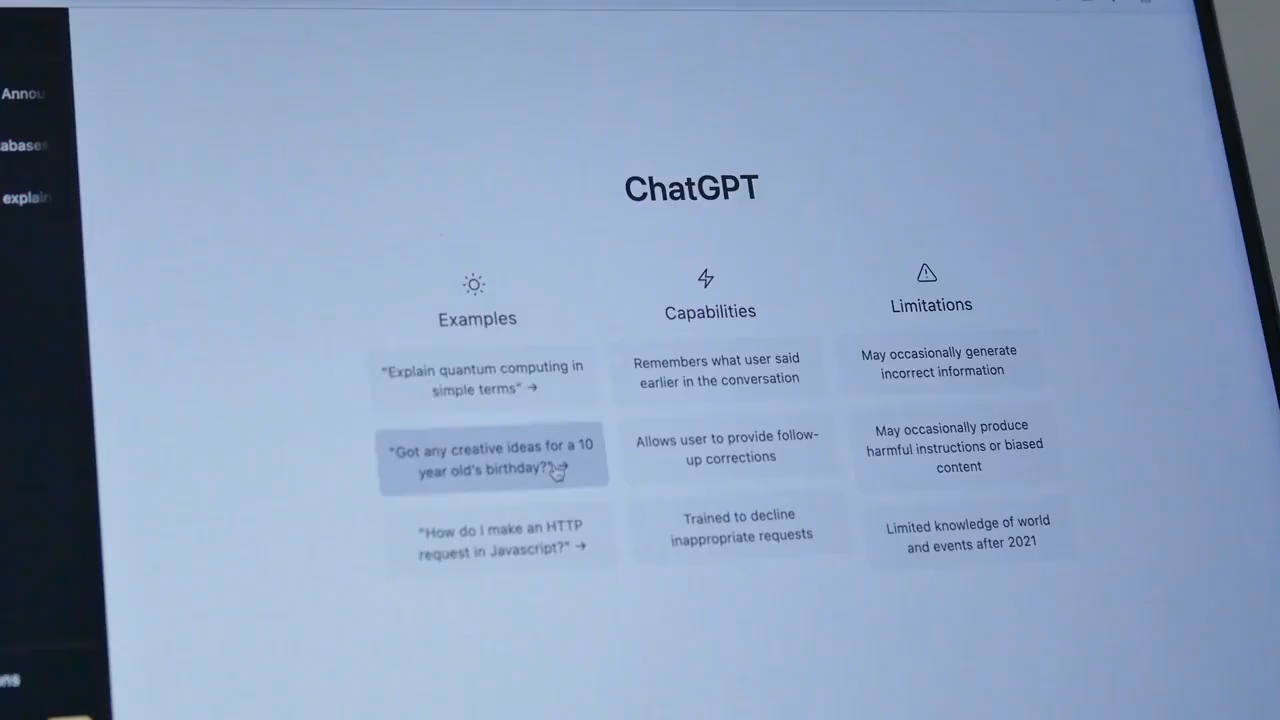 Annou
abases
explain
ns
ChatGPT
Examples
"Explain quantum computing in
simple terms" →
"Got any creative ideas for a 10
year old's birthday?" →
"How do I make an HTTP
request in Javascript?" →
Capabilities
Remembers what user said
earlier in the conversation
Allows user to provide follow-
up corrections
Trained to decline
inappropriate requests
Limitations
May occasionally generate
incorrect information
May occasionally produce
harmful instructions or biased
content
Limited knowledge of world
and events after 2021